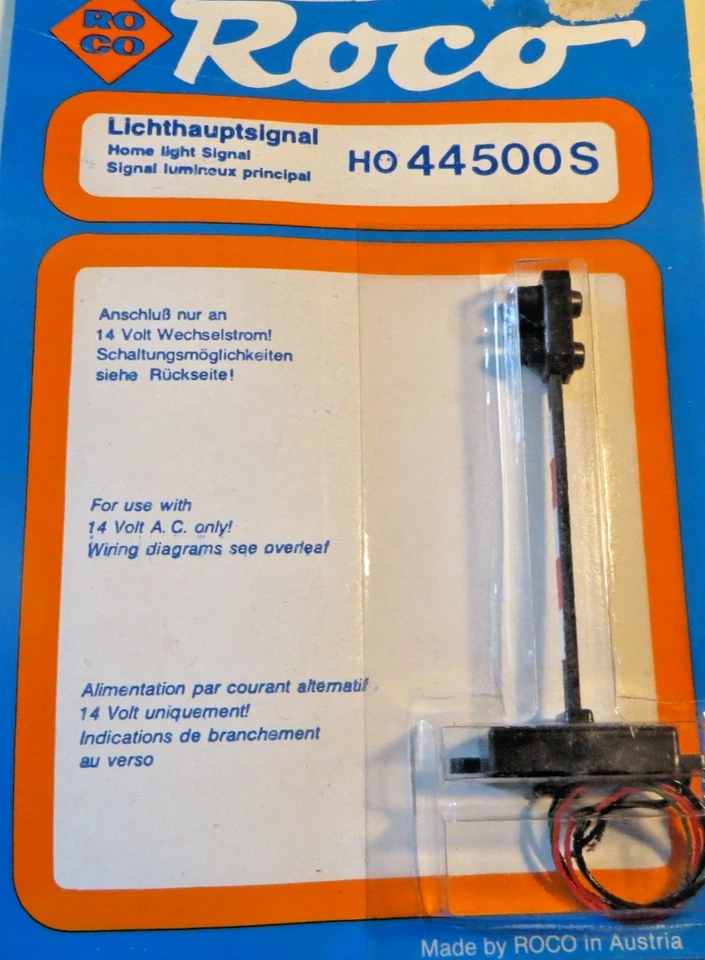 RO
CO
Roco
Lichthauptsignal
Home light Signal
Signal lumineux principal
HO 44500 S
Anschluß nur an
14 Volt Wechselstrom!
Schaltungsmöglichkeiten
siehe Rückseite!
For use with
14 Volt A. C. only!
Wiring diagrams see overleaf
Alimentation par courant alternatif
14 Volt uniquement!
Indications de branchement
au verso
Made by ROCO in Austria